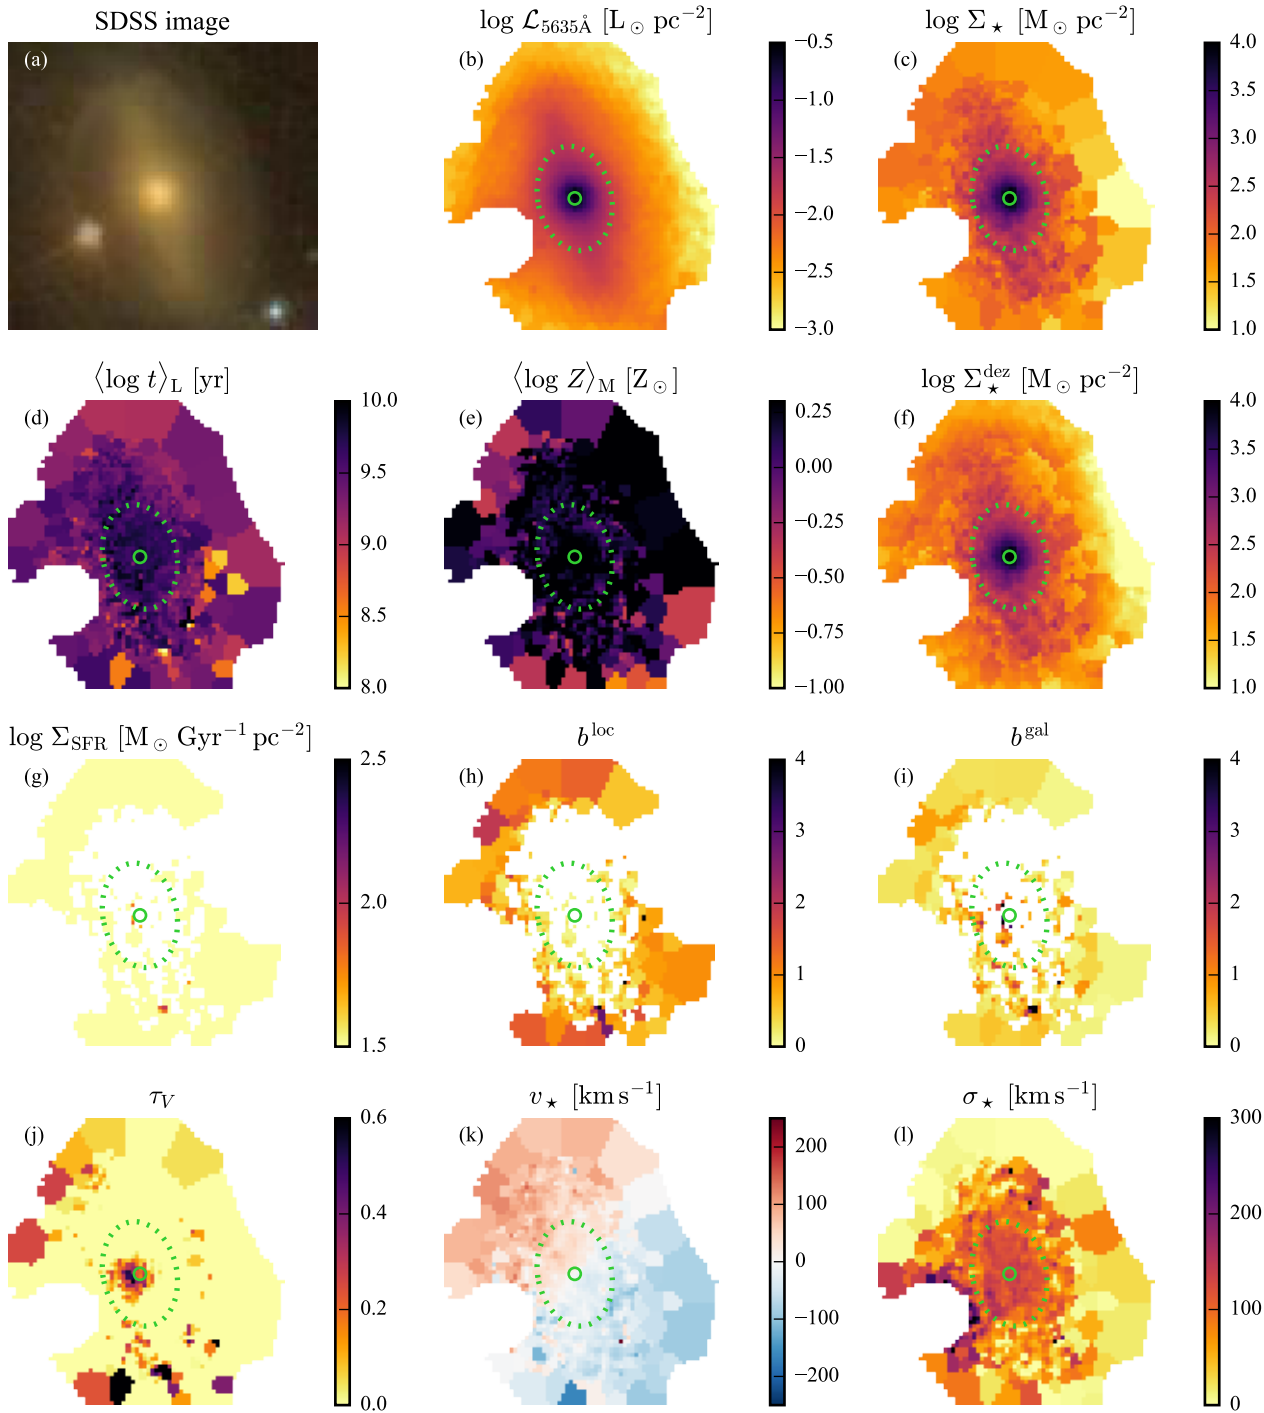 SDSS image
log ℒ5635Å [L⊙ pc−2]
log Σ⋆ [M⊙ pc−2]
(a)
(b)
−0.5
−1.0
−1.5
−2.0
−2.5
−3.0
(c)
4.0
3.5
3.0
2.5
2.0
1.5
1.0
⟨log t⟩L [yr]
⟨log Z⟩M [Z⊙]
log Σ⋆dez [M⊙ pc−2]
(d)
10.0
9.5
9.0
8.5
8.0
(e)
0.25
0.00
−0.25
−0.50
−0.75
−1.00
(f)
4.0
3.5
3.0
2.5
2.0
1.5
1.0
log ΣSFR [M⊙ Gyr−1 pc−2]
bloc
bgal
(g)
2.5
2.0
1.5
(h)
4
3
2
1
0
(i)
4
3
2
1
0
τV
v⋆ [km s−1]
σ⋆ [km s−1]
(j)
0.6
0.4
0.2
0.0
(k)
200
100
0
−100
−200
(l)
300
200
100
0